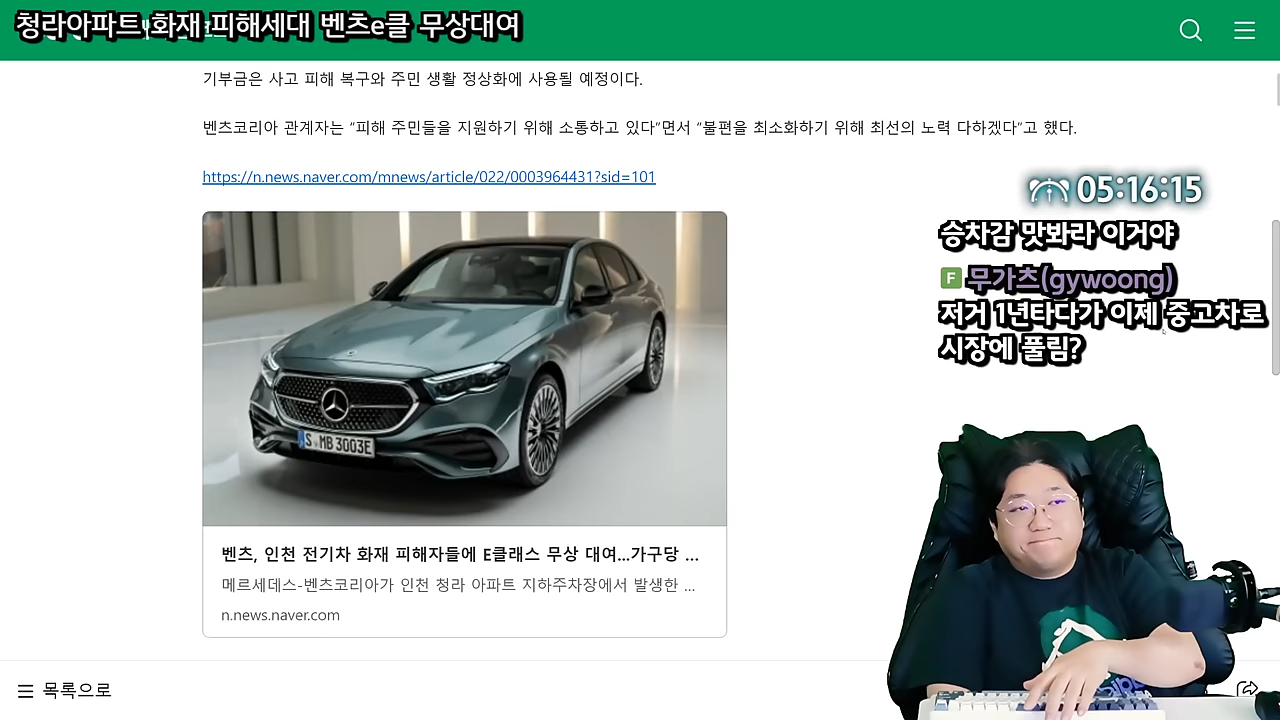 청라아파트 화재 피해세대 벤츠e클 무상대여
기부금은 사고 피해 복구와 주민 생활 정상화에 사용될 예정이다.
벤츠코리아 관계자는 “피해 주민들을 지원하기 위해 소통하고 있다”면서 “불편을 최소화하기 위해 최선의 노력 다하겠다”고 했다.
https://n.news.naver.com/mnews/article/022/0003964431?sid=101
05:16:15
승차감 맛봐라 이거야
F 무가츠(gywoong)
저거 1년타다가 이제 중고차로
시장에 풀림?
S MB 3003E
벤츠, 인천 전기차 화재 피해자들에 E클래스 무상 대여...가구당 ...
메르세데스-벤츠코리아가 인천 청라 아파트 지하주차장에서 발생한 ...
n.news.naver.com
목록으로